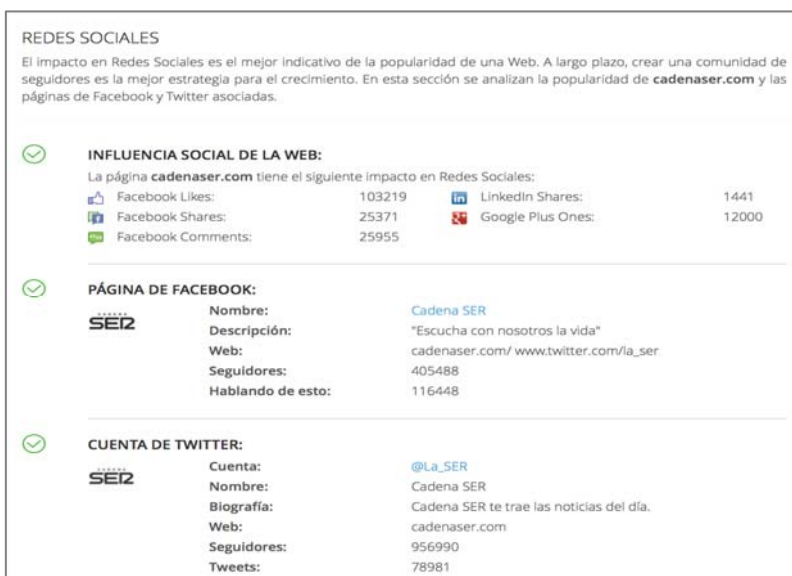 REDES SOCIALES
El impacto en Redes Sociales es el mejor indicativo de la popularidad de una Web. A largo plazo, crear una comunidad de
seguidores es la mejor estrategia para el crecimiento. En esta sección se analizan la popularidad de cadenaser.com y las
páginas de Facebook y Twitter asociadas.
INFLUENCIA SOCIAL DE LA WEB:
La página cadenaser.com tiene el siguiente impacto en Redes Sociales:
Facebook Likes: 103219 in LinkedIn Shares: 1441
Facebook Shares: 25371 Google Plus Ones: 12000
Facebook Comments: 25955
PÁGINA DE FACEBOOK:
SER
Nombre: Cadena SER
Descripción: "Escucha con nosotros la vida"
Web: cadenaser.com/ www.twitter.com/la_ser
Seguidores: 405488
Hablando de esto: 116448
CUENTA DE TWITTER:
SER
Cuenta: @La_SER
Nombre: Cadena SER
Biografía: Cadena SER te trae las noticias del día.
Web: cadenaser.com
Seguidores: 956990
Tweets: 78981